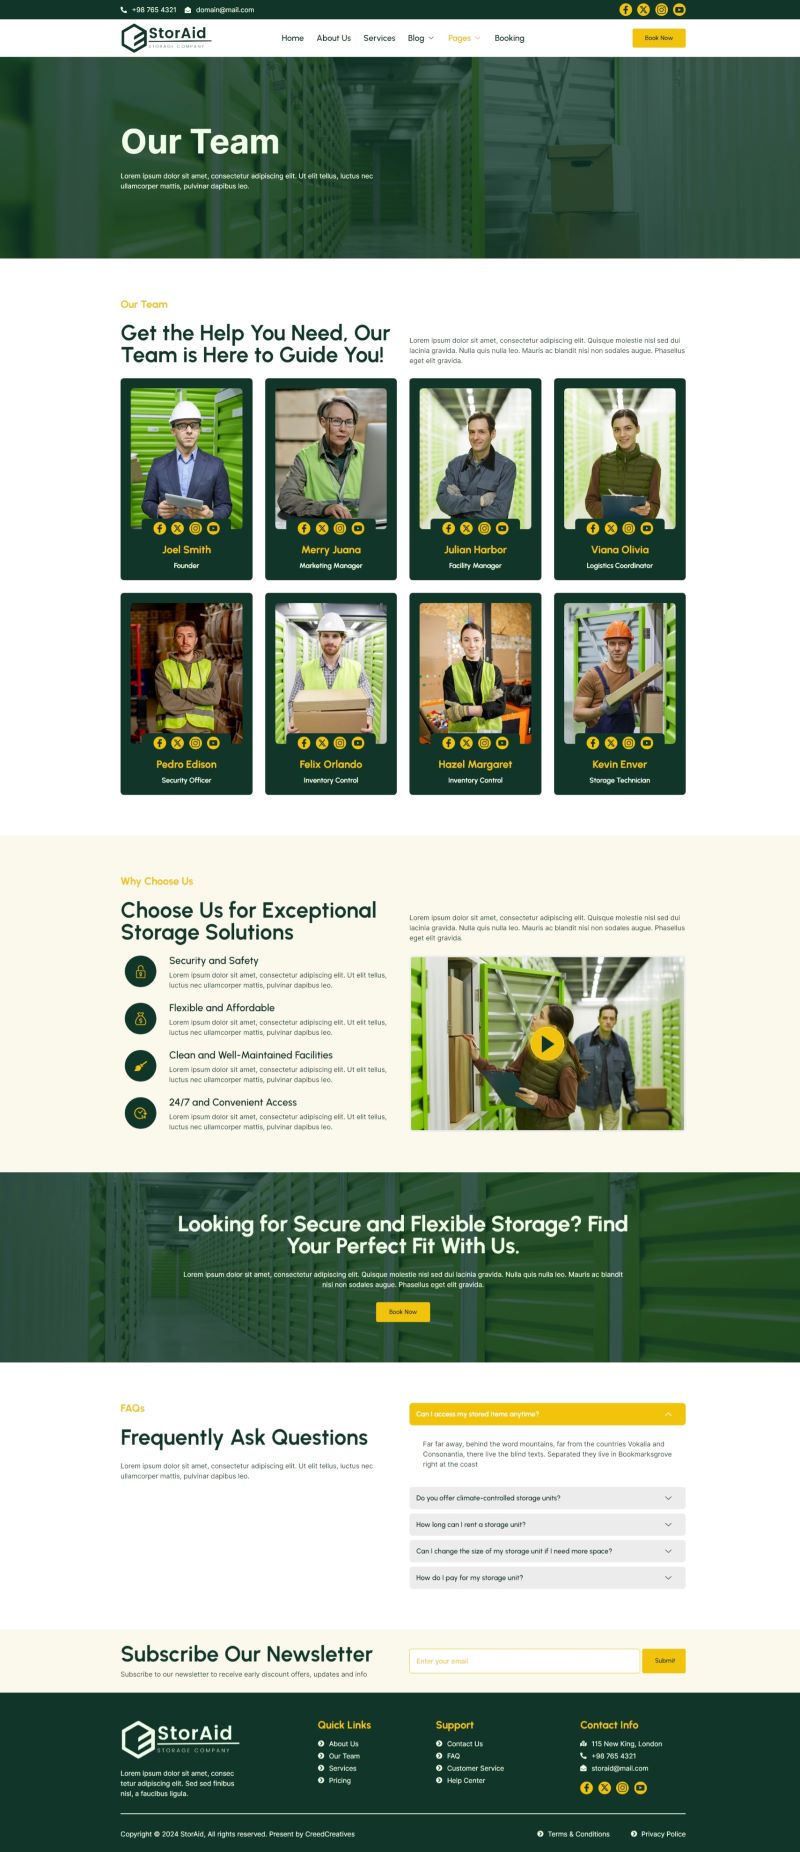 +98 765 4321 domain@mail.com
StorAid
STORAGE COMPANY
Home About Us Services Blog Pages Booking
Book Now
Our Team
Lorem ipsum dolor sit amet, consectetur adipiscing elit. Ut elit tellus, luctus nec
ullamcorper mattis, pulvinar dapibus leo.
Our Team
Get the Help You Need, Our
Team is Here to Guide You!
Lorem ipsum dolor sit amet, consectetur adipiscing elit. Quisque molestie nisl sed dui
lacinia gravida. Nulla quis nulla leo. Mauris ac blandit nisi non sodales augue. Phasellus
eget elit gravida.
Joel Smith
Founder
Merry Juana
Marketing Manager
Julian Harbor
Facility Manager
Viana Olivia
Logistics Coordinator
Pedro Edison
Security Officer
Felix Orlando
Inventory Control
Hazel Margaret
Inventory Control
Kevin Enver
Storage Technician
Why Choose Us
Choose Us for Exceptional
Storage Solutions
Lorem ipsum dolor sit amet, consectetur adipiscing elit. Quisque molestie nisl sed dui
lacinia gravida. Nulla quis nulla leo. Mauris ac blandit nisi non sodales augue. Phasellus
eget elit gravida.
Security and Safety
Lorem ipsum dolor sit amet, consectetur adipiscing elit. Ut elit tellus,
luctus nec ullamcorper mattis, pulvinar dapibus leo.
Flexible and Affordable
Lorem ipsum dolor sit amet, consectetur adipiscing elit. Ut elit tellus,
luctus nec ullamcorper mattis, pulvinar dapibus leo.
Clean and Well-Maintained Facilities
Lorem ipsum dolor sit amet, consectetur adipiscing elit. Ut elit tellus,
luctus nec ullamcorper mattis, pulvinar dapibus leo.
24/7 and Convenient Access
Lorem ipsum dolor sit amet, consectetur adipiscing elit. Ut elit tellus,
luctus nec ullamcorper mattis, pulvinar dapibus leo.
Looking for Secure and Flexible Storage? Find
Your Perfect Fit With Us.
Lorem ipsum dolor sit amet, consectetur adipiscing elit. Quisque molestie nisl sed dui lacinia gravida. Nulla quis nulla leo. Mauris ac blandit
nisi non sodales augue. Phasellus eget elit gravida.
Book Now
FAQs
Frequently Ask Questions
Lorem ipsum dolor sit amet, consectetur adipiscing elit. Ut elit tellus, luctus nec
ullamcorper mattis, pulvinar dapibus leo.
Can I access my stored items anytime?
Far far away, behind the word mountains, far from the countries Vokalia and
Consonantia, there live the blind texts. Separated they live in Bookmarksgrove
right at the coast
Do you offer climate-controlled storage units?
How long can I rent a storage unit?
Can I change the size of my storage unit if I need more space?
How do I pay for my storage unit?
Subscribe Our Newsletter
Subscribe to our newsletter to receive early discount offers, updates and info
Enter your email
Submit
StorAid
STORAGE COMPANY
Lorem ipsum dolor sit amet, consec
tetur adipiscing elit. Sed sed finibus
nisl, a faucibus ligula.
Quick Links
About Us
Our Team
Services
Pricing
Support
Contact Us
FAQ
Customer Service
Help Center
Contact Info
115 New King, London
+98 765 4321
storaid@mail.com
Copyright © 2024 StorAid, All rights reserved. Present by CreedCreatives
Terms & Conditions Privacy Police